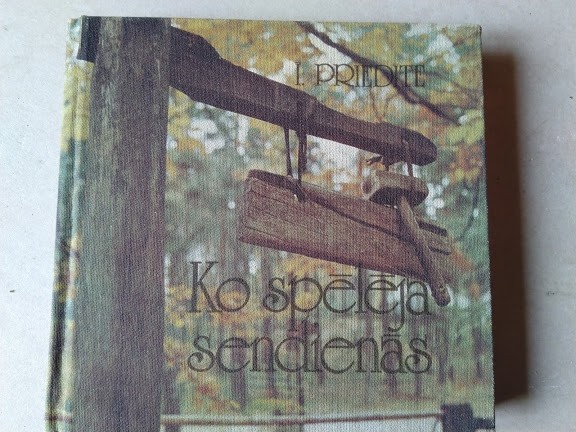 I. PRIEDĪTE
Ko spēlēja
sendienās